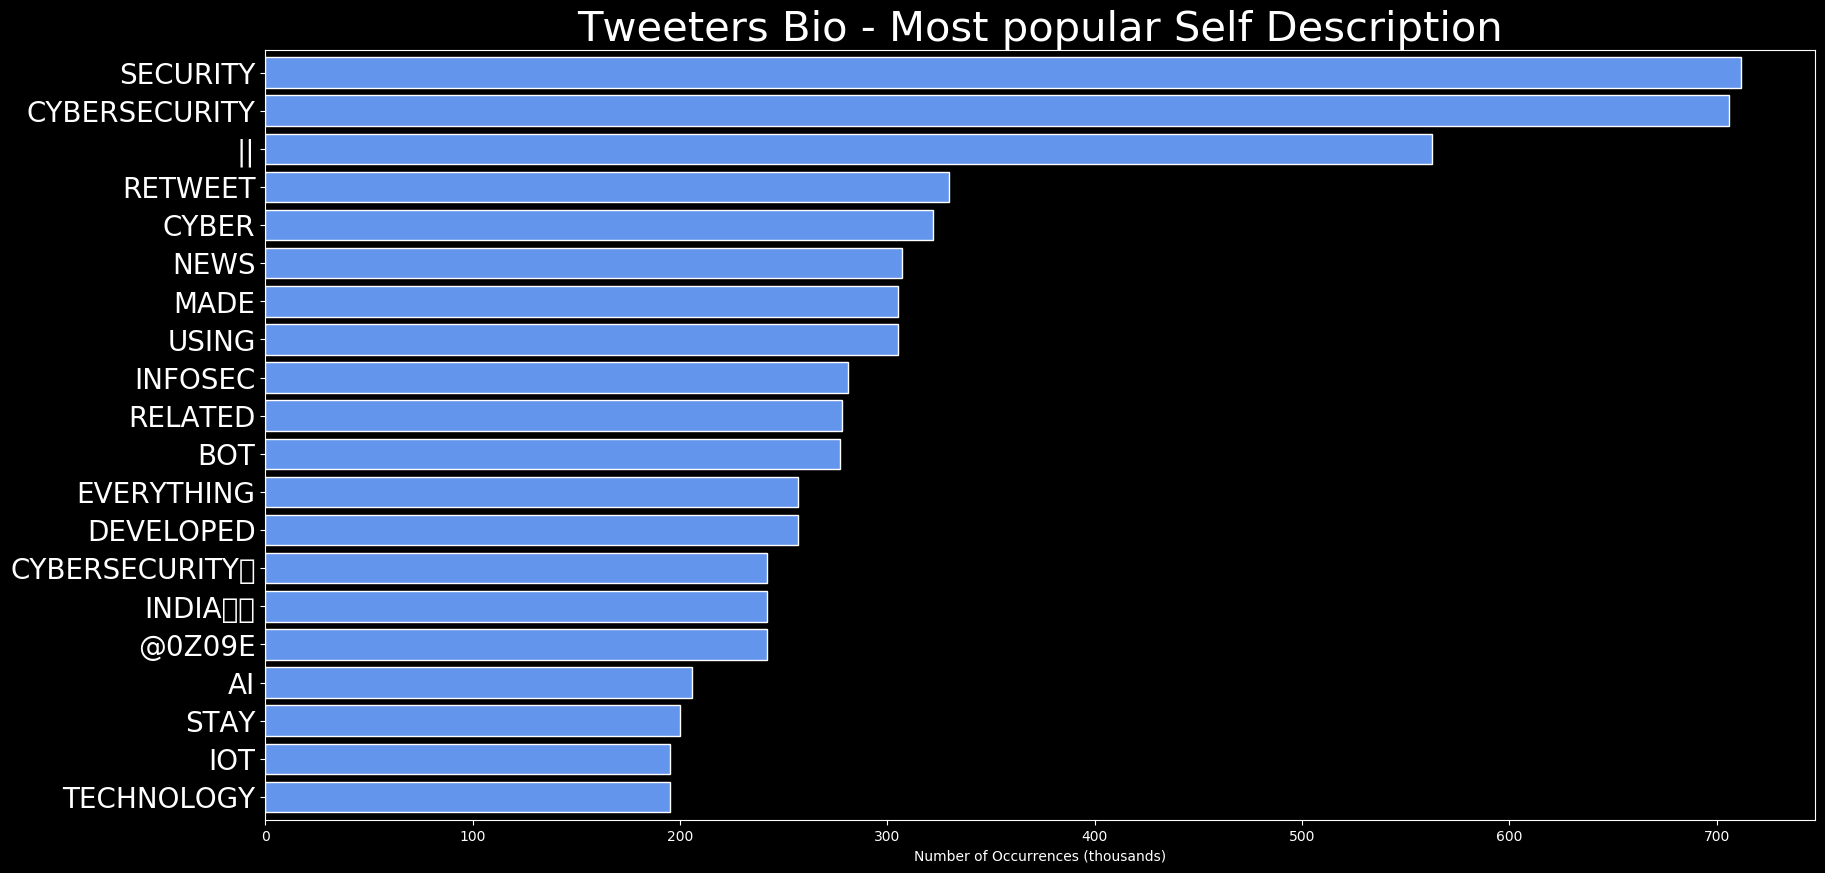 Tweeters Bio - Most popular Self Description
SECURITY
CYBERSECURITY
||
RETWEET
CYBER
NEWS
MADE
USING
INFOSEC
RELATED
BOT
EVERYTHING
DEVELOPED
CYBERSECURITY▯
INDIA▯▯
@0Z09E
AI
STAY
IOT
TECHNOLOGY
0 100 200 300 400 500 600 700
Number of Occurrences (thousands)